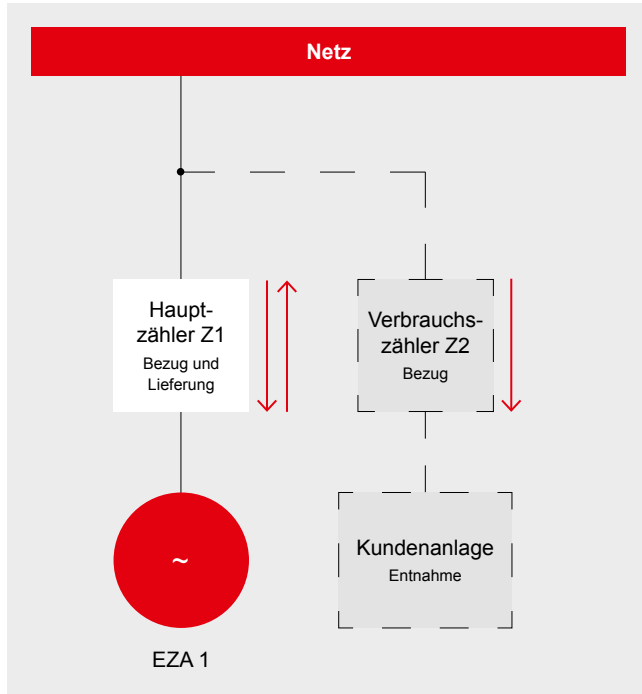 Netz
Haupt-
zähler Z1
Bezug und
Lieferung
Verbrauchs-
zähler Z2
Bezug
~
EZA 1
Kundenanlage
Entnahme